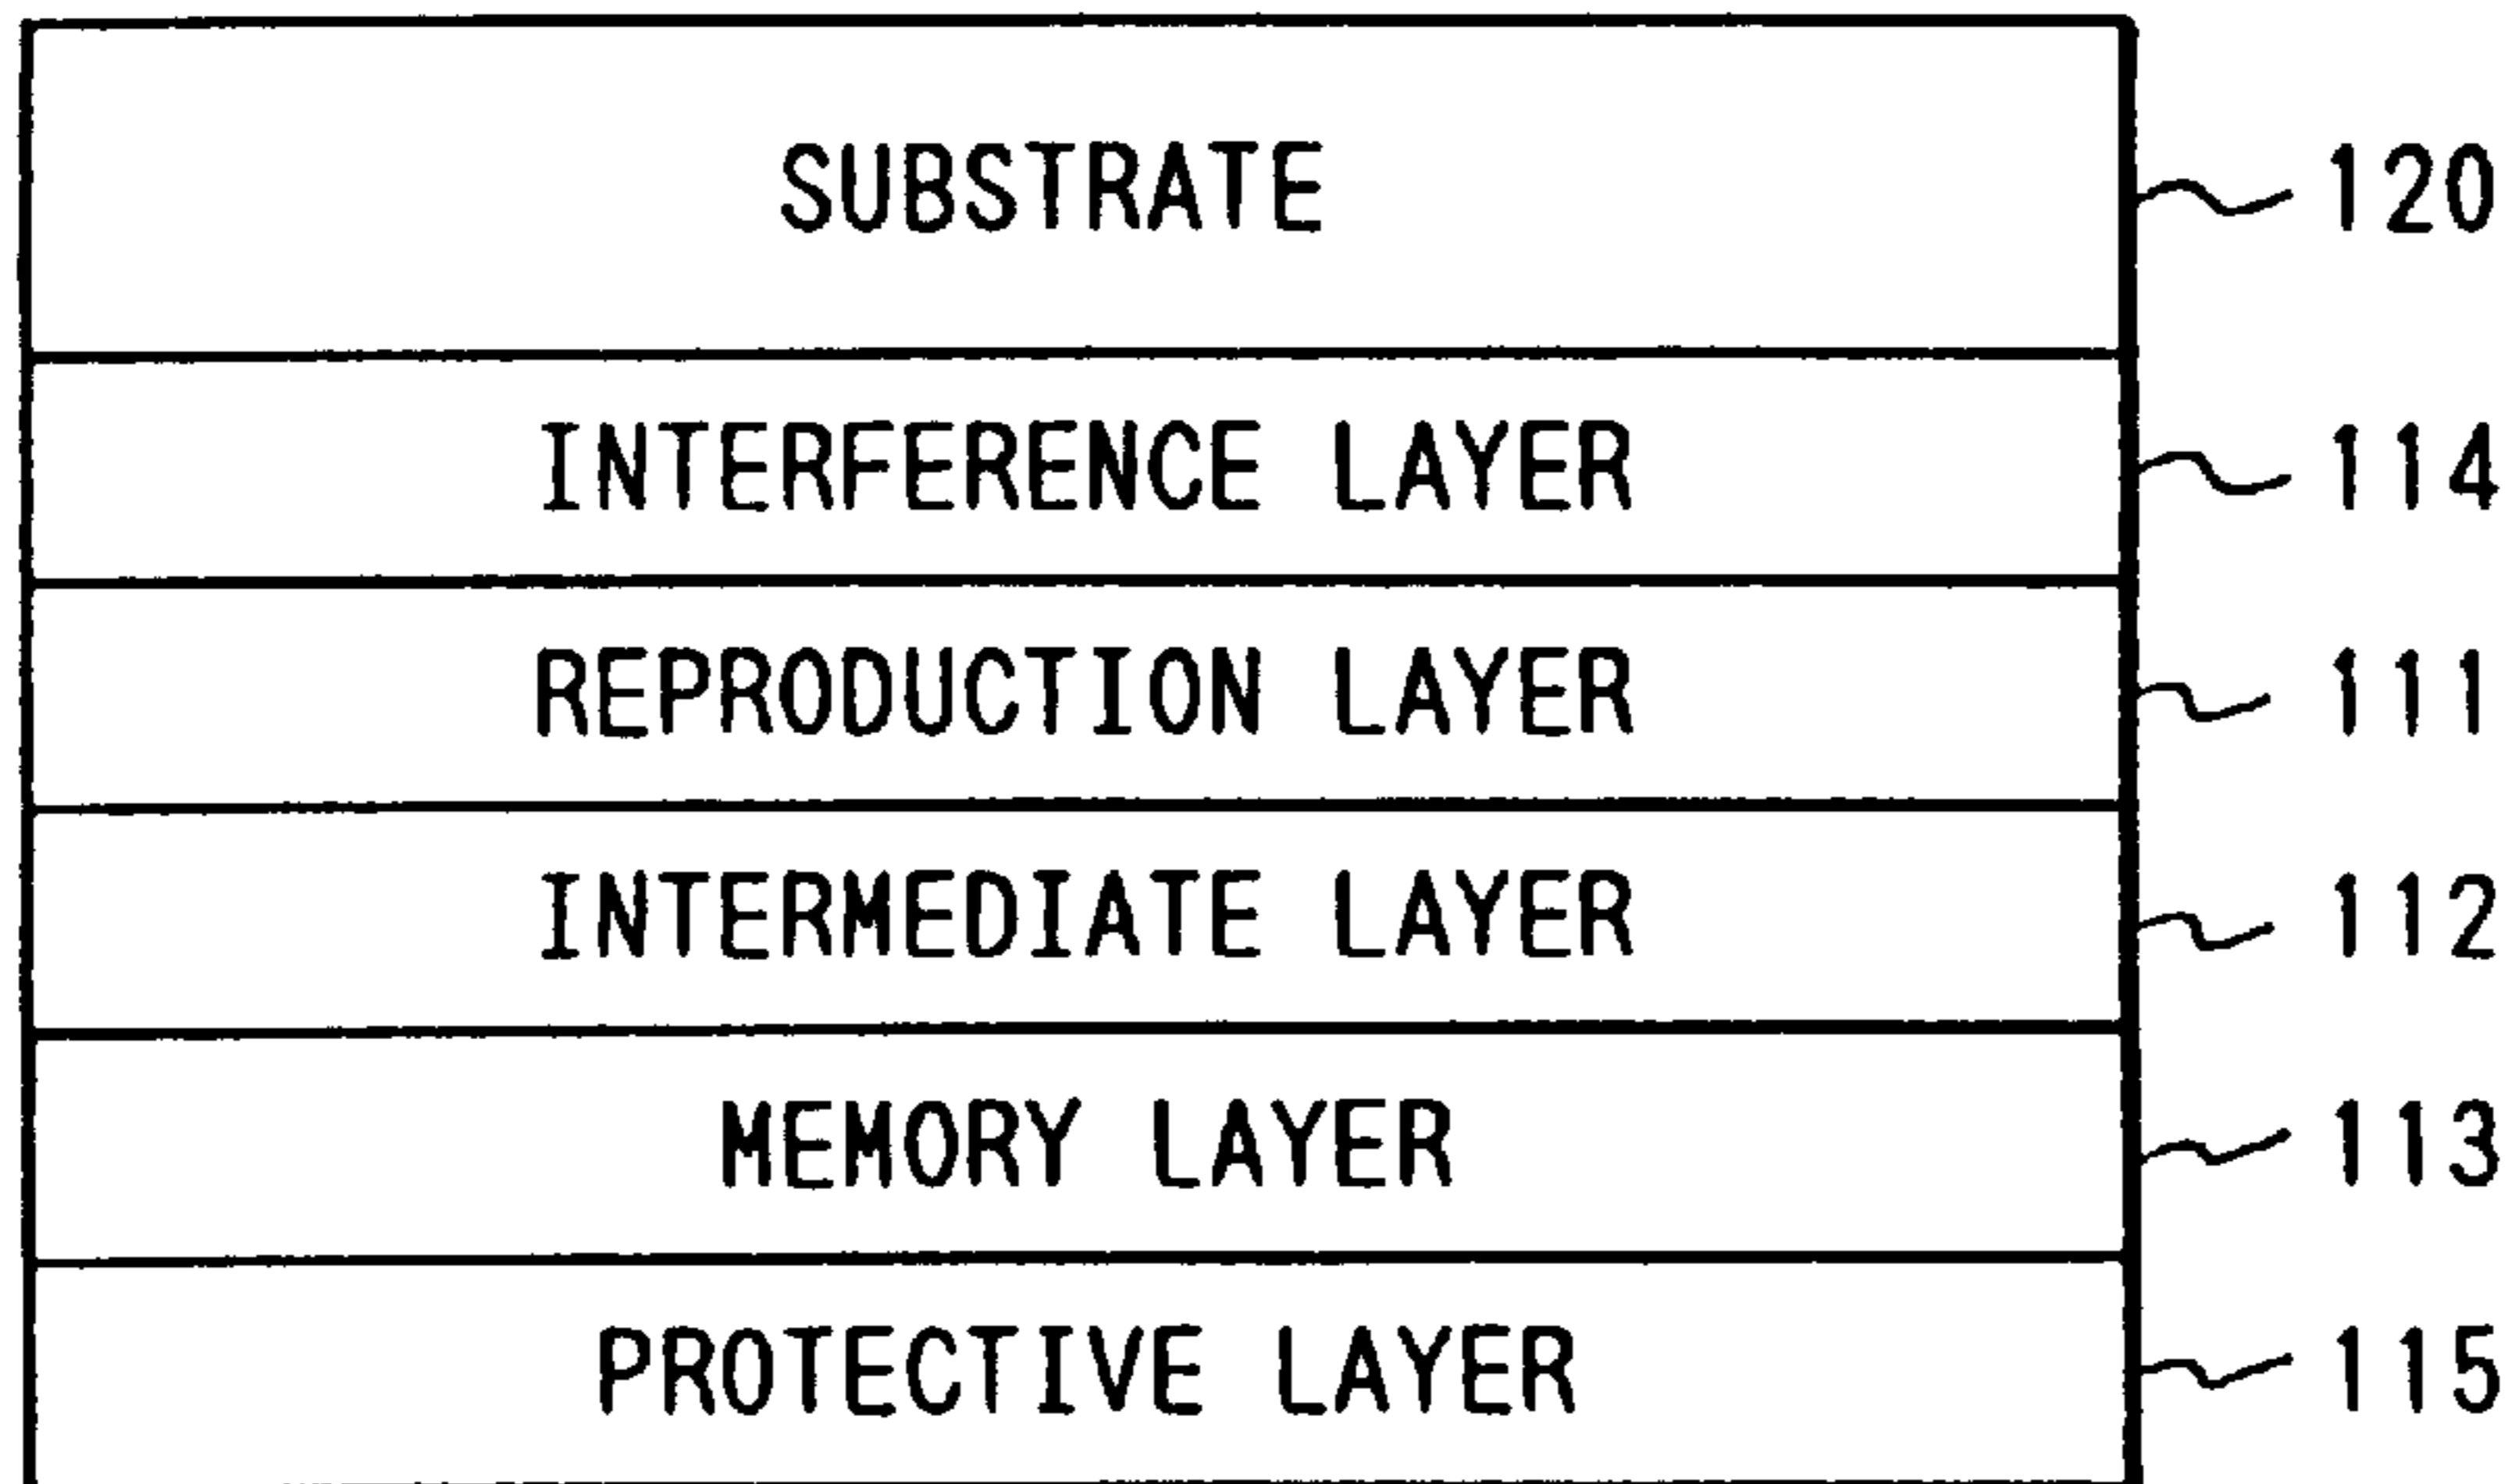 SUBSTRATE 120
INTERFERENCE LAYER 114
REPRODUCTION LAYER 111
INTERMEDIATE LAYER 112
MEMORY LAYER 113
PROTECTIVE LAYER 115